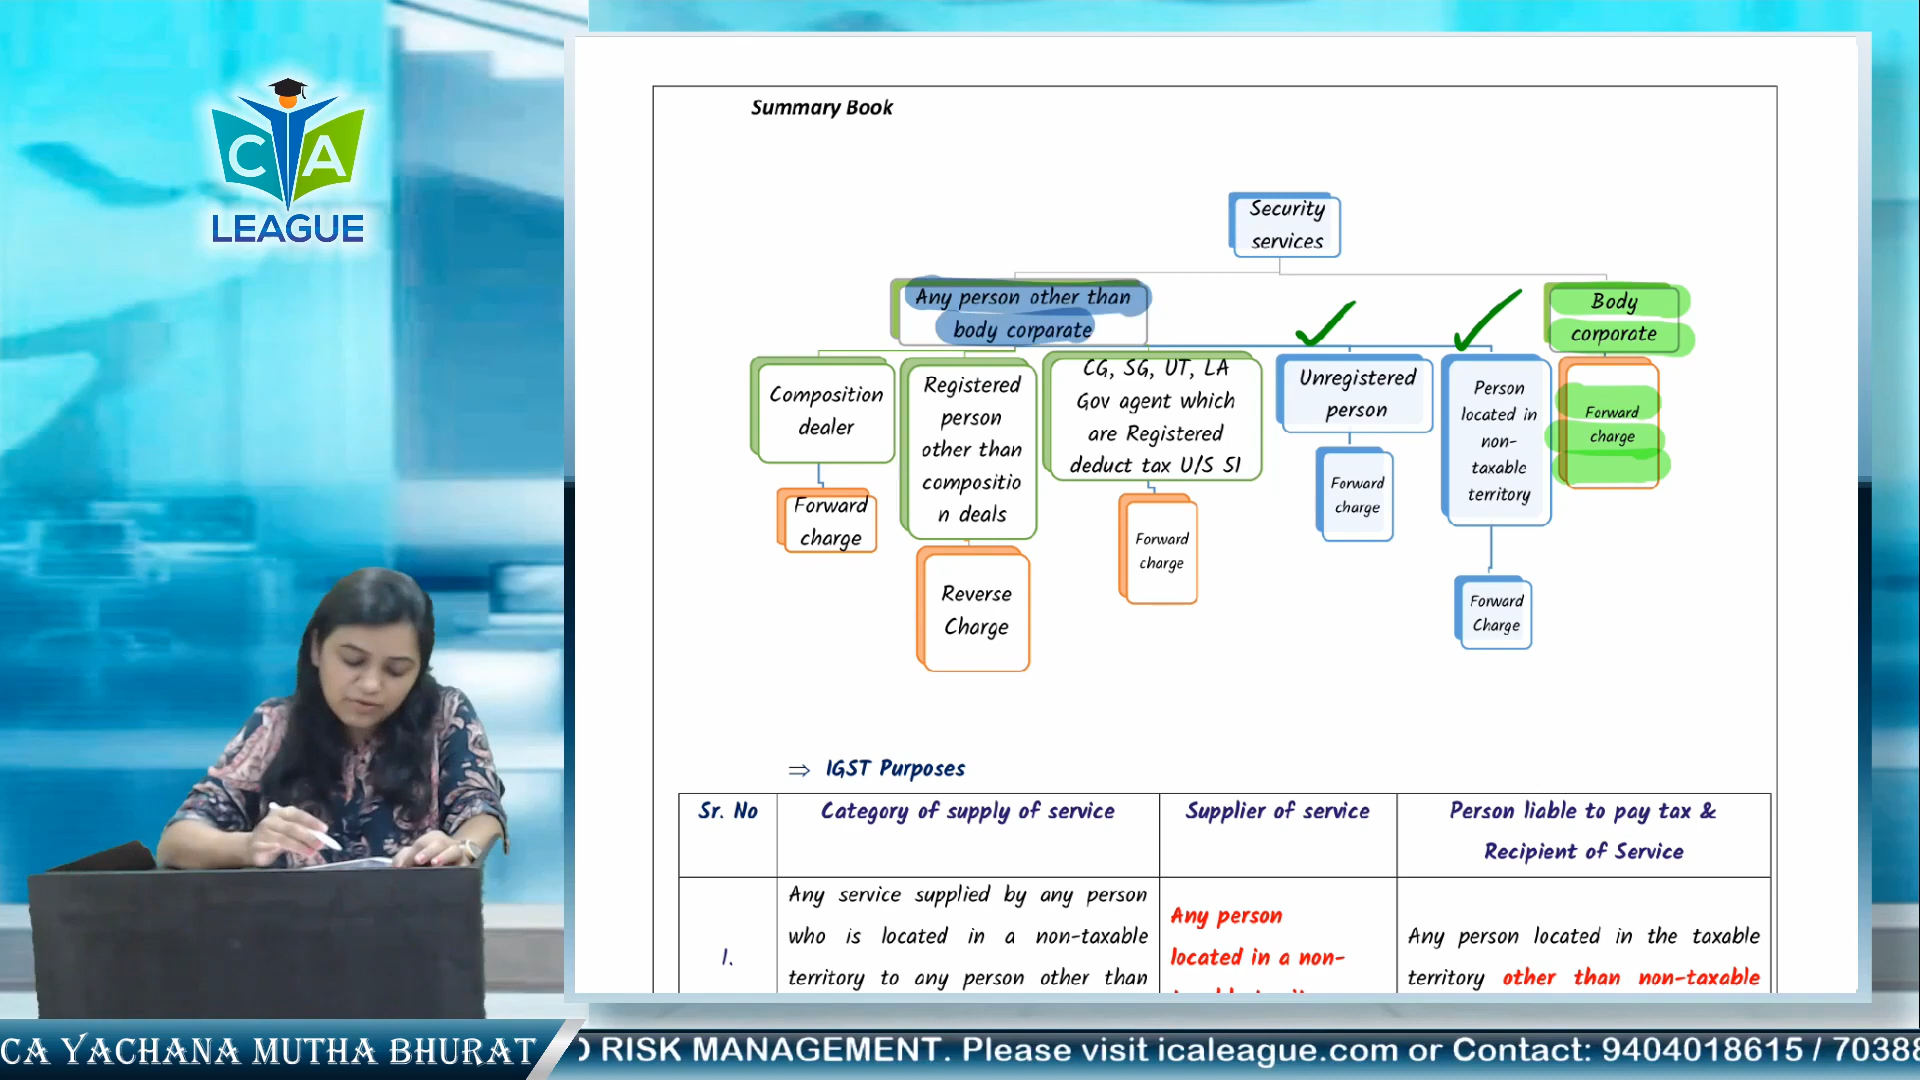 CA
LEAGUE
Summary Book
Security
services
Any person other than
body corparate
Body
corporate
Composition
dealer
Registered
person
other than
compositio
n deals
CG, SG, UT, LA
Gov agent which
are Registered
deduct tax U/S 51
Unregistered
person
Person
located in
non-
taxable
territory
Forward
charge
Forward
charge
Reverse
Charge
Forward
charge
Forward
charge
Forward
Charge
⇒ IGST Purposes
Sr. No
Category of supply of service
Supplier of service
Person liable to pay tax &
Recipient of Service
1.
Any service supplied by any person
who is located in a non-taxable
territory to any person other than
Any person
located in a non-
Any person located in the taxable
territory other than non-taxable
CA YACHANA MUTHA BHURAT
RISK MANAGEMENT. Please visit icaleague.com or Contact: 9404018615 / 7038